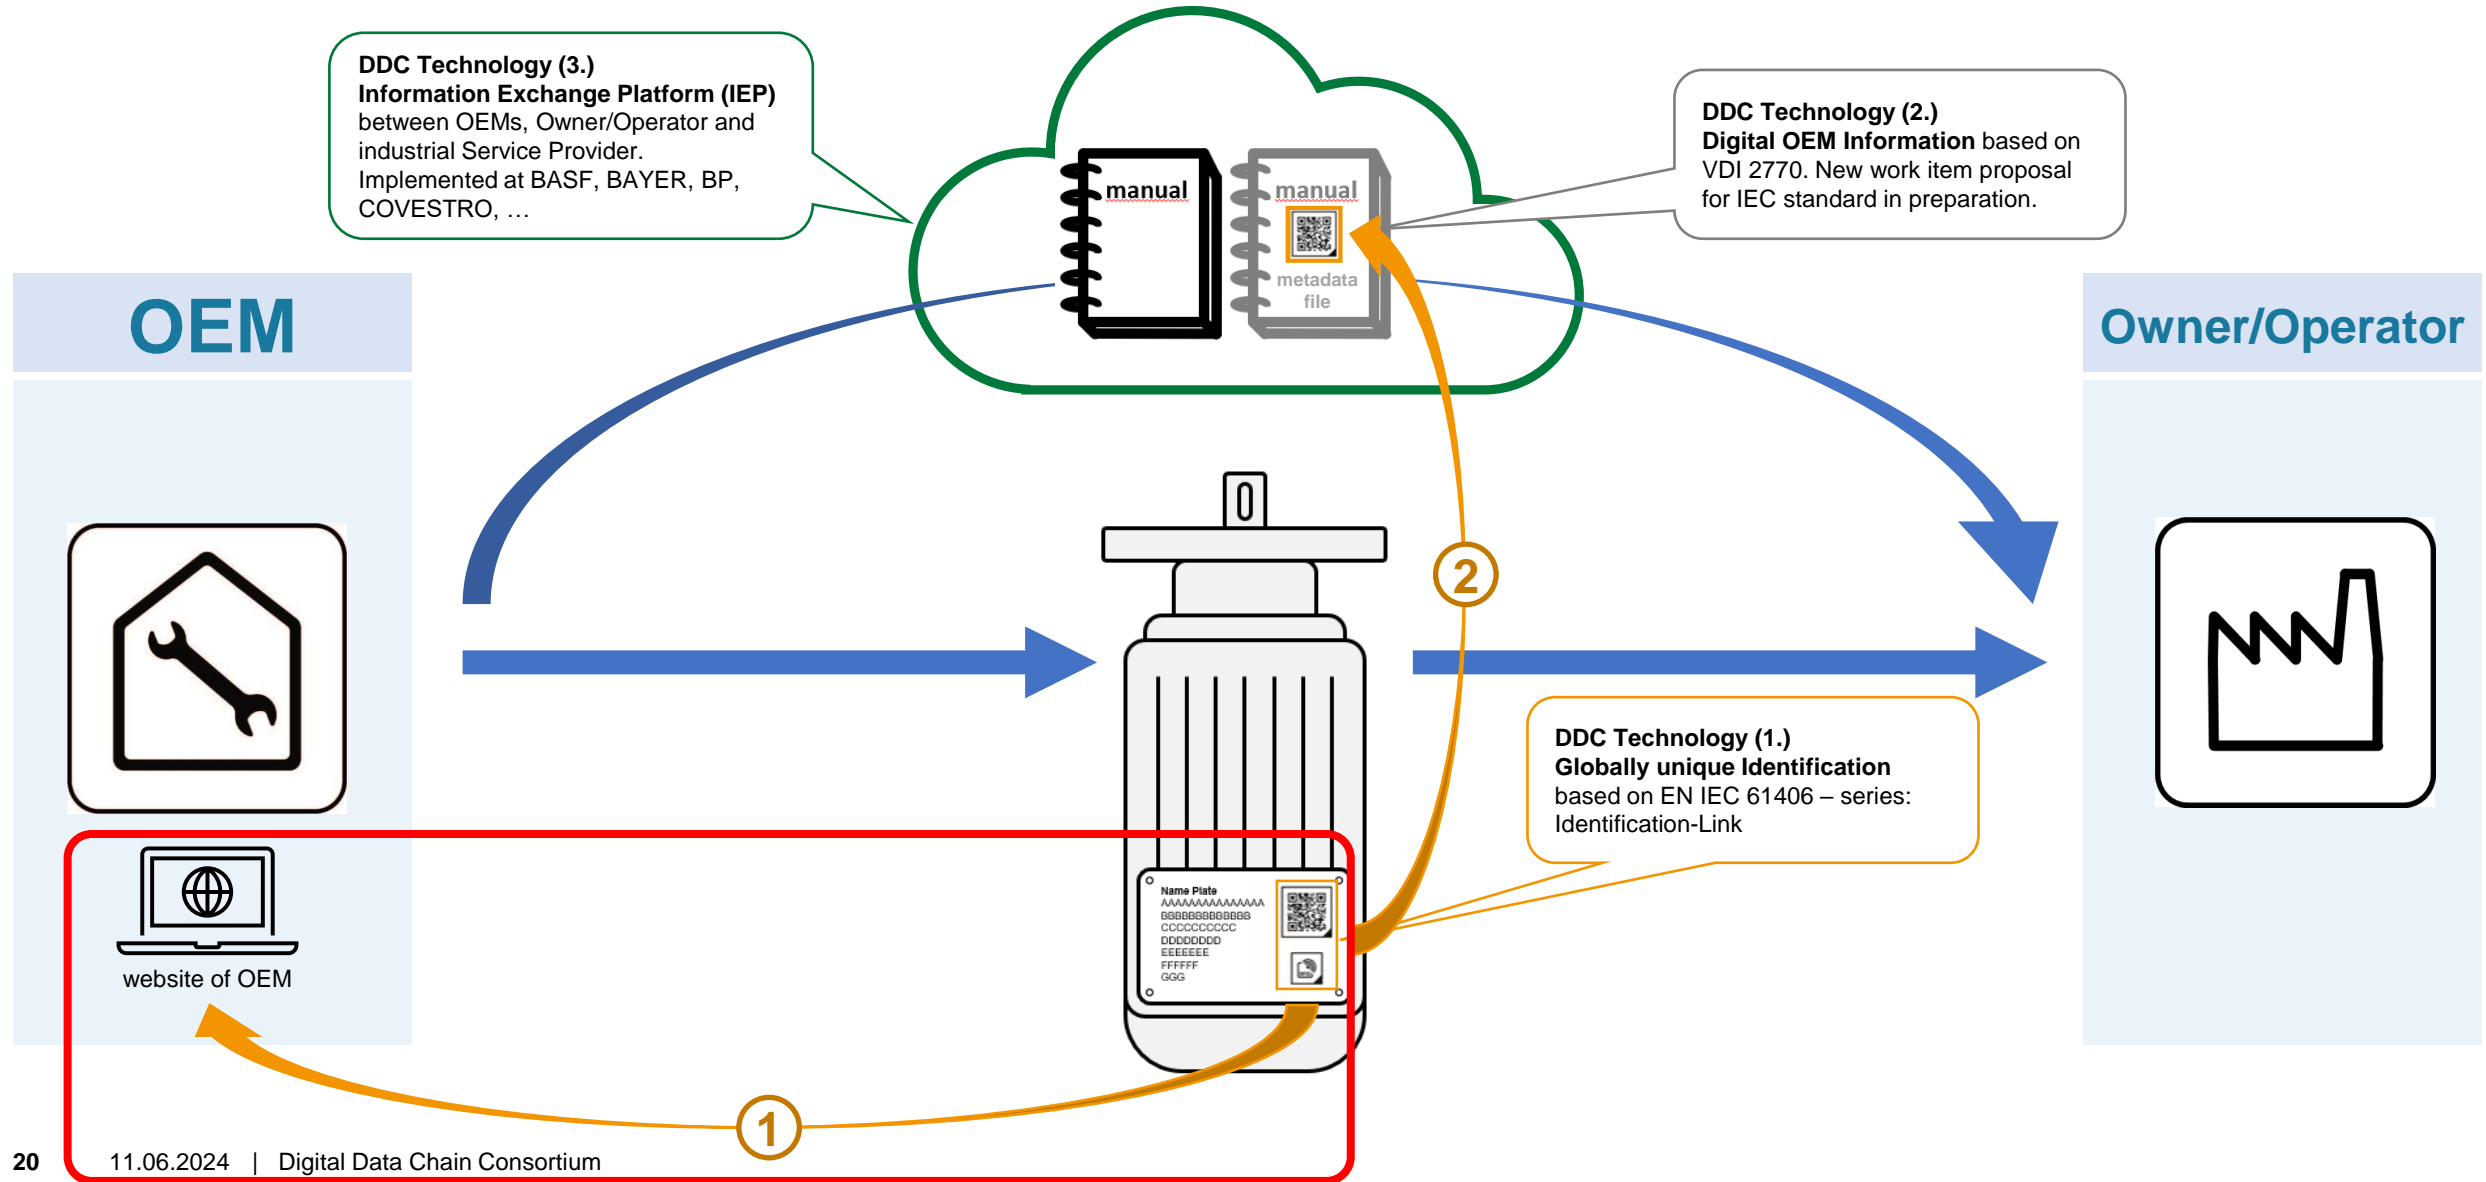 DDC Technology (3.)
Information Exchange Platform (IEP)
between OEMs, Owner/Operator and
industrial Service Provider.
Implemented at BASF, BAYER, BP,
COVESTRO, …
DDC Technology (2.)
Digital OEM Information based on
VDI 2770. New work item proposal
for IEC standard in preparation.
manual
manual
metadata
file
OEM
Owner/Operator
2
DDC Technology (1.)
Globally unique Identification
based on EN IEC 61406 – series:
Identification-Link
Name Plate
AAAAAAAAAAAAAAA
BBBBBBBBBBBBB
CCCCCCCCCC
DDDDDDDD
EEEEEEE
FFFFFF
GGG
website of OEM
1
20 11.06.2024 | Digital Data Chain Consortium